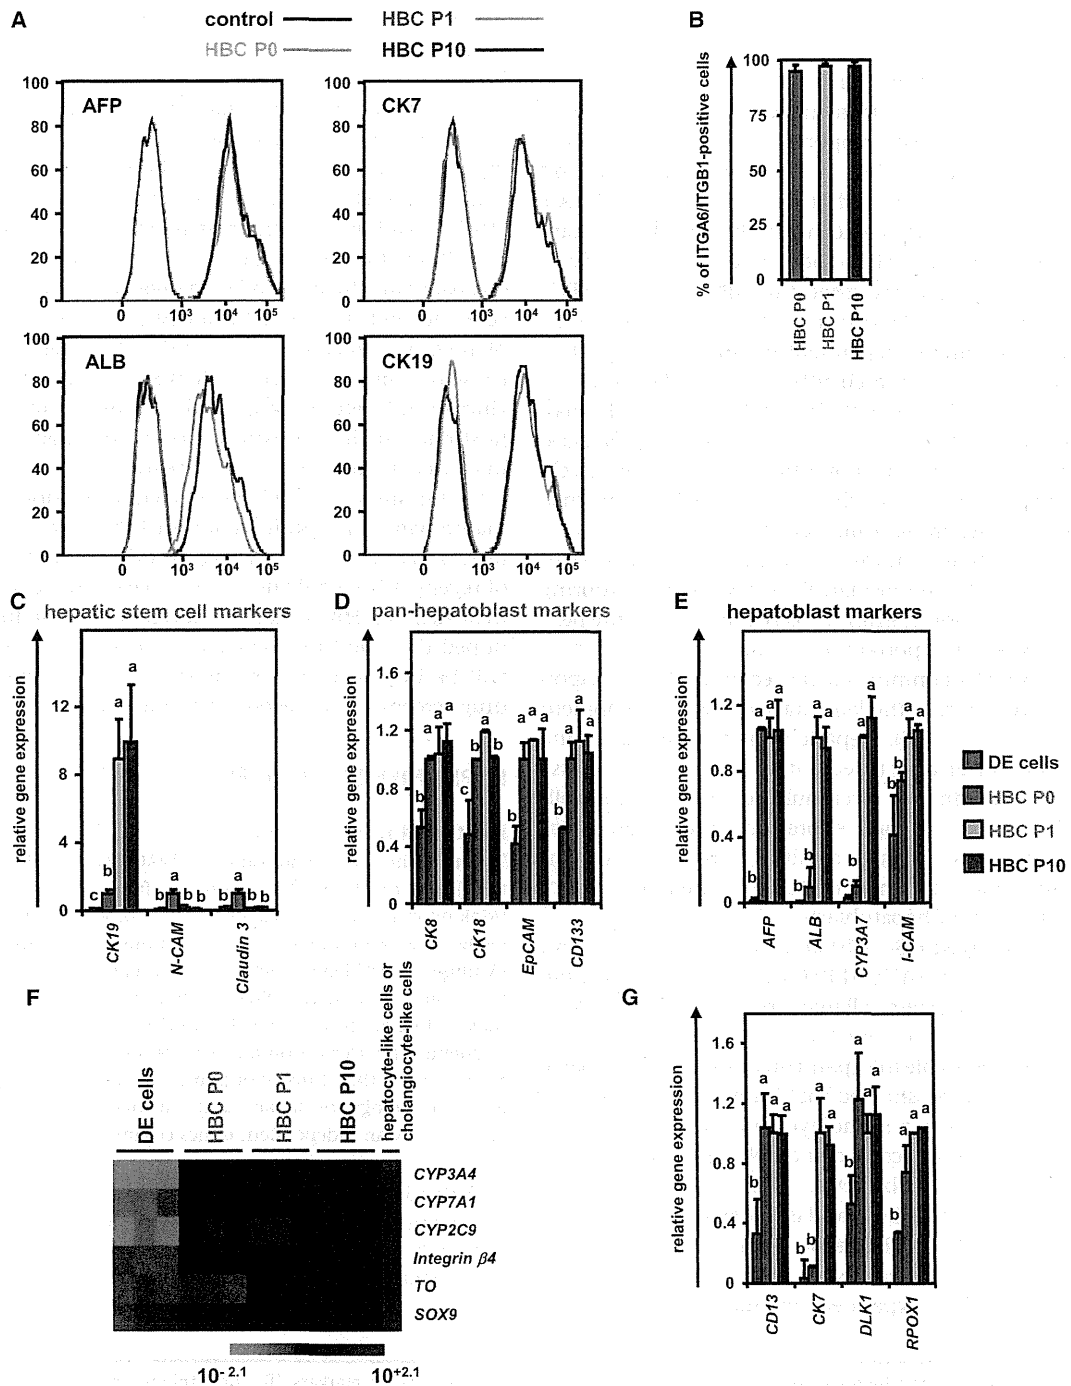 A
control
HBC P1
HBC P0
HBC P10
AFP
100
80
60
40
20
0
0 10³ 10⁴ 10⁵
CK7
100
80
60
40
20
0
0 10³ 10⁴ 10⁵
ALB
100
80
60
40
20
0
0 10³ 10⁴ 10⁵
CK19
100
80
60
40
20
0
0 10³ 10⁴ 10⁵
B
% of ITGA6/ITGB1-positive cells
100
75
50
25
0
HBC P0
HBC P1
HBC P10
C
hepatic stem cell markers
relative gene expression
12
8
4
0
c b a a
b a b b
b a b b
CK19
N-CAM
Claudin 3
D
pan-hepatoblast markers
relative gene expression
1.6
1.2
0.8
0.4
0
b a a a
c b a b
b a a a
b a a a
CK8
CK18
EpCAM
CD133
E
hepatoblast markers
relative gene expression
1.2
0.8
0.4
0
b a a a
b b a a
c b a a
b b a a
AFP
ALB
CYP3A7
I-CAM
DE cells
HBC P0
HBC P1
HBC P10
F
DE cells
HBC P0
HBC P1
HBC P10
hepatocyte-like cells or
cholangiocyte-like cells
CYP3A4
CYP7A1
CYP2C9
Integrin β4
TO
SOX9
10⁻²·¹
10⁺²·¹
G
relative gene expression
1.6
1.2
0.8
0.4
0
b a a a
b b a a
b a a a
b a a a
CD13
CK7
DLK1
RPOX1